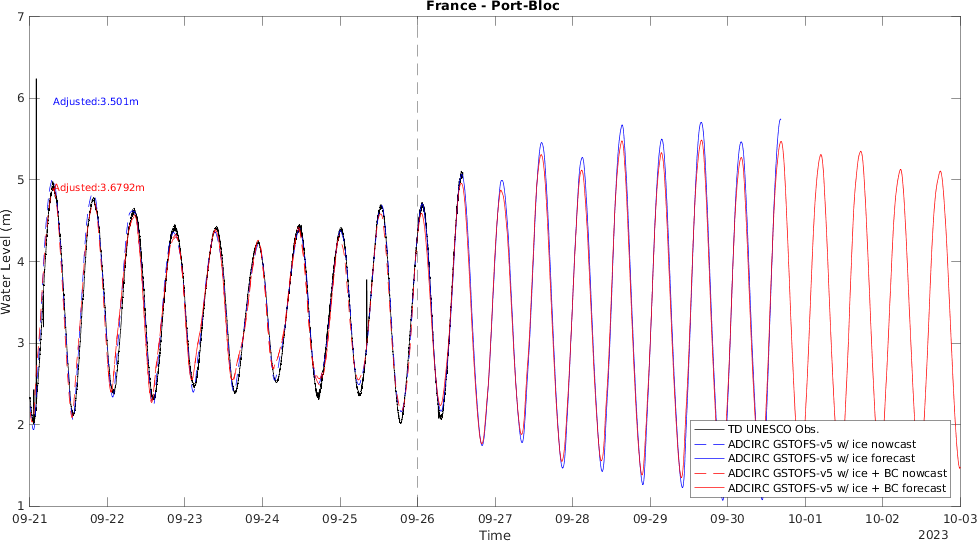 France - Port-Bloc
7
6
5
4
3
2
1
Water Level (m)
Adjusted:3.501m
Adjusted:3.6792m
TD UNESCO Obs.
ADCIRC GSTOFS-v5 w/ ice nowcast
ADCIRC GSTOFS-v5 w/ ice forecast
ADCIRC GSTOFS-v5 w/ ice + BC nowcast
ADCIRC GSTOFS-v5 w/ ice + BC forecast
09-21 09-22 09-23 09-24 09-25 09-26 09-27 09-28 09-29 09-30 10-01 10-02 10-03
Time
2023